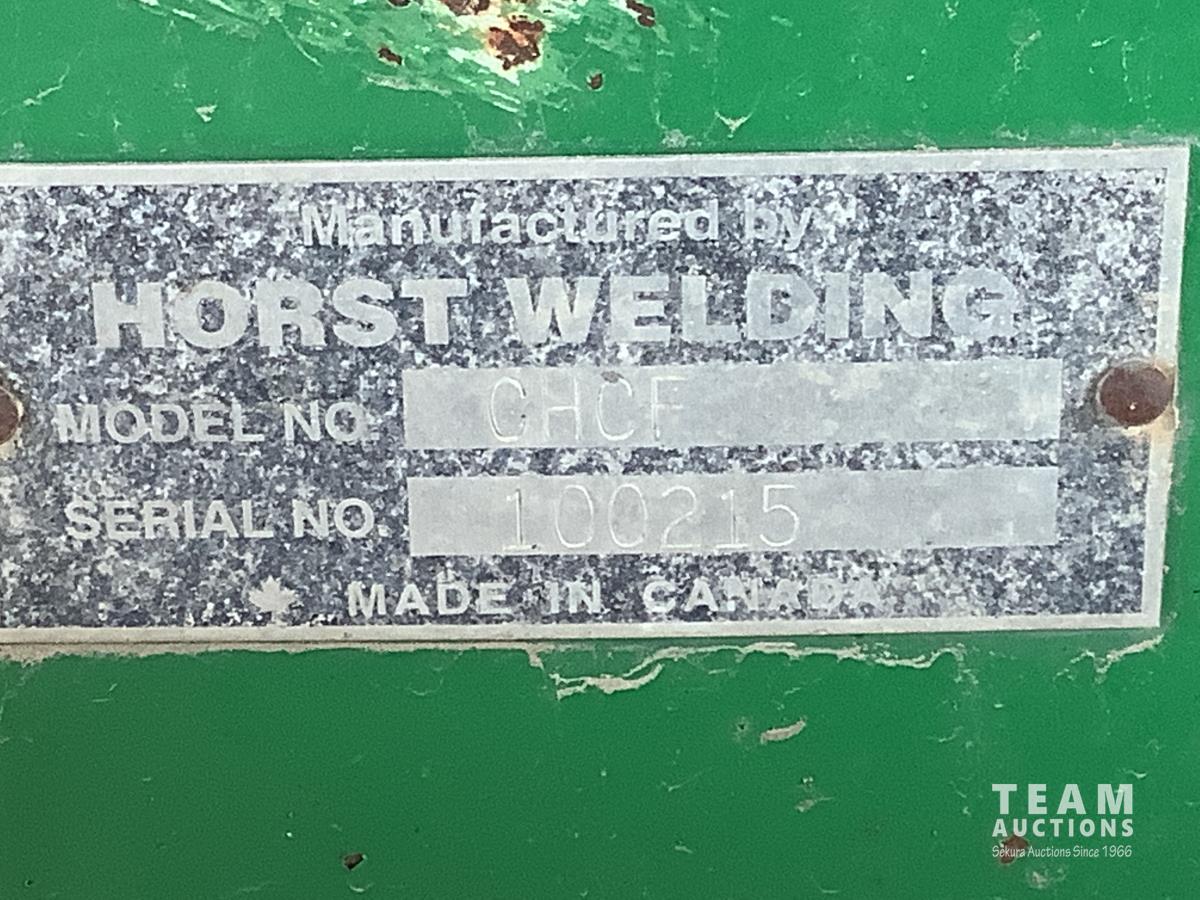 Manufactured by
HORST WELDING
MODEL NO. CHCF
SERIAL NO. 100215
MADE IN CANADA
TEAM
AUCTIONS
Sekura Auctions Since 1966